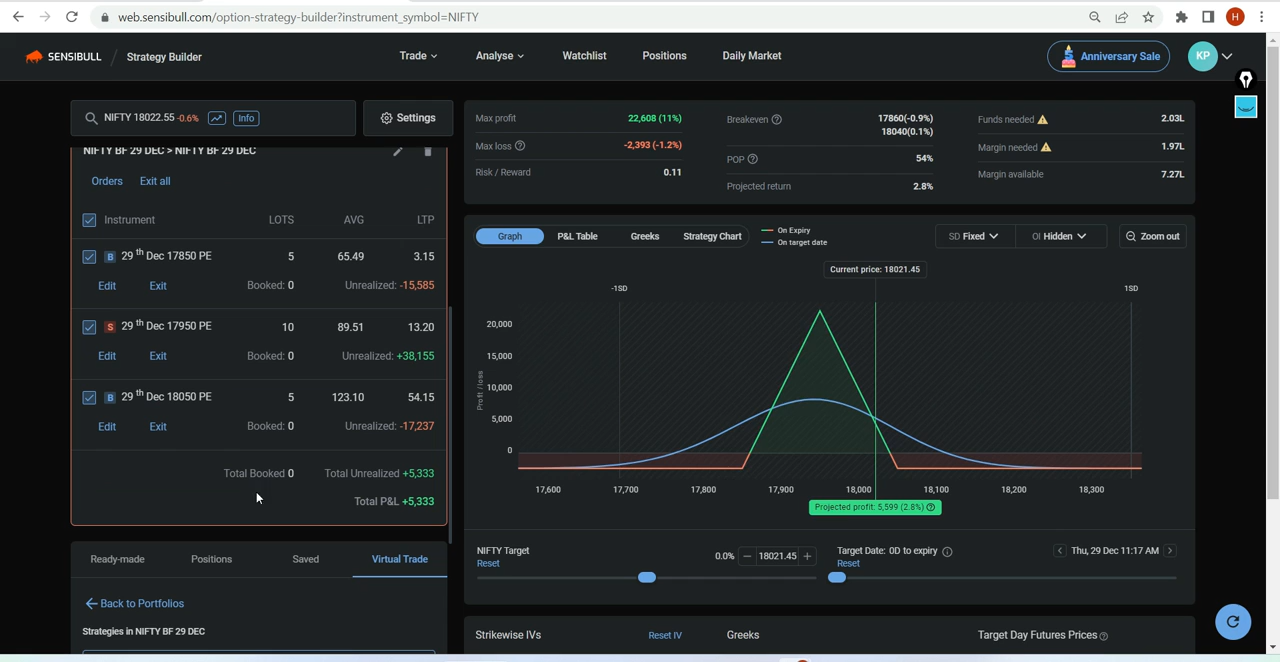 web.sensibull.com/option-strategy-builder?instrument_symbol=NIFTY
H
SENSIBULL / Strategy Builder
Trade
Analyse
Watchlist
Positions
Daily Market
5 Anniversary Sale
KP
NIFTY 18022.55 -0.6% Info
Settings
NIFTY BF 29 DEC > NIFTY BF 29 DEC
Orders Exit all
Instrument LOTS AVG LTP
B 29th Dec 17850 PE 5 65.49 3.15
Edit Exit Booked: 0 Unrealized: -15,585
S 29th Dec 17950 PE 10 89.51 13.20
Edit Exit Booked: 0 Unrealized: +38,155
B 29th Dec 18050 PE 5 123.10 54.15
Edit Exit Booked: 0 Unrealized: -17,237
Total Booked 0 Total Unrealized +5,333
Total P&L +5,333
Ready-made Positions Saved Virtual Trade
Back to Portfolios
Strategies in NIFTY BF 29 DEC
Max profit 22,608 (11%)
Max loss -2,393 (-1.2%)
Risk / Reward 0.11
Breakeven 17860(-0.9%)
18040(0.1%)
POP 54%
Projected return 2.8%
Funds needed 2.03L
Margin needed 1.97L
Margin available 7.27L
Graph P&L Table Greeks Strategy Chart
On Expiry
On target date
SD Fixed OI Hidden Zoom out
Current price: 18021.45
-1SD 1SD
Profit / loss
20,000
15,000
10,000
5,000
0
17,600 17,700 17,800 17,900 18,000 18,100 18,200 18,300
Projected profit: 5,599 (2.8%)
NIFTY Target
Reset
0.0% − 18021.45 +
Target Date: 0D to expiry
Reset
< Thu, 29 Dec 11:17 AM >
Strikewise IVs Reset IV Greeks Target Day Futures Prices